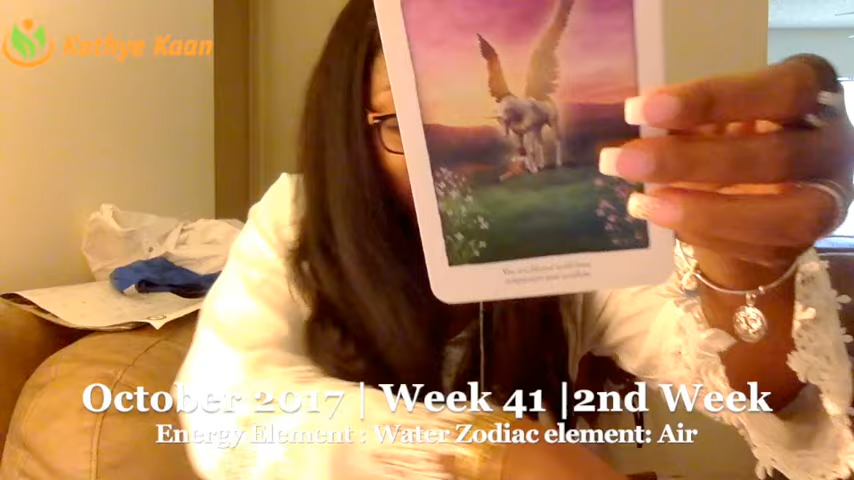 Kathye Kaan
October 2017 | Week 41 |2nd Week
Energy Element : Water Zodiac element: Air